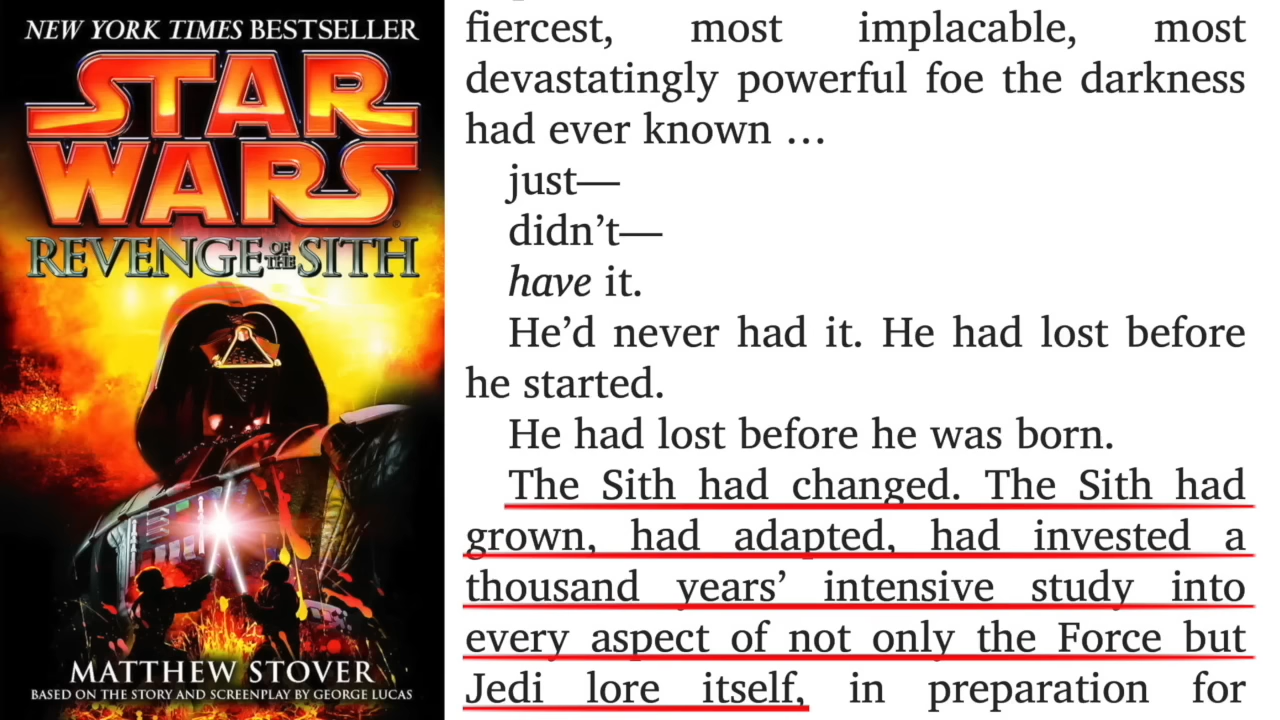 NEW YORK TIMES BESTSELLER
STAR
WARS
REVENGE OF THE SITH
MATTHEW STOVER
BASED ON THE STORY AND SCREENPLAY BY GEORGE LUCAS
fiercest, most implacable, most
devastatingly powerful foe the darkness
had ever known …
just—
didn’t—
have it.
He’d never had it. He had lost before
he started.
He had lost before he was born.
The Sith had changed. The Sith had
grown, had adapted, had invested a
thousand years’ intensive study into
every aspect of not only the Force but
Jedi lore itself, in preparation for